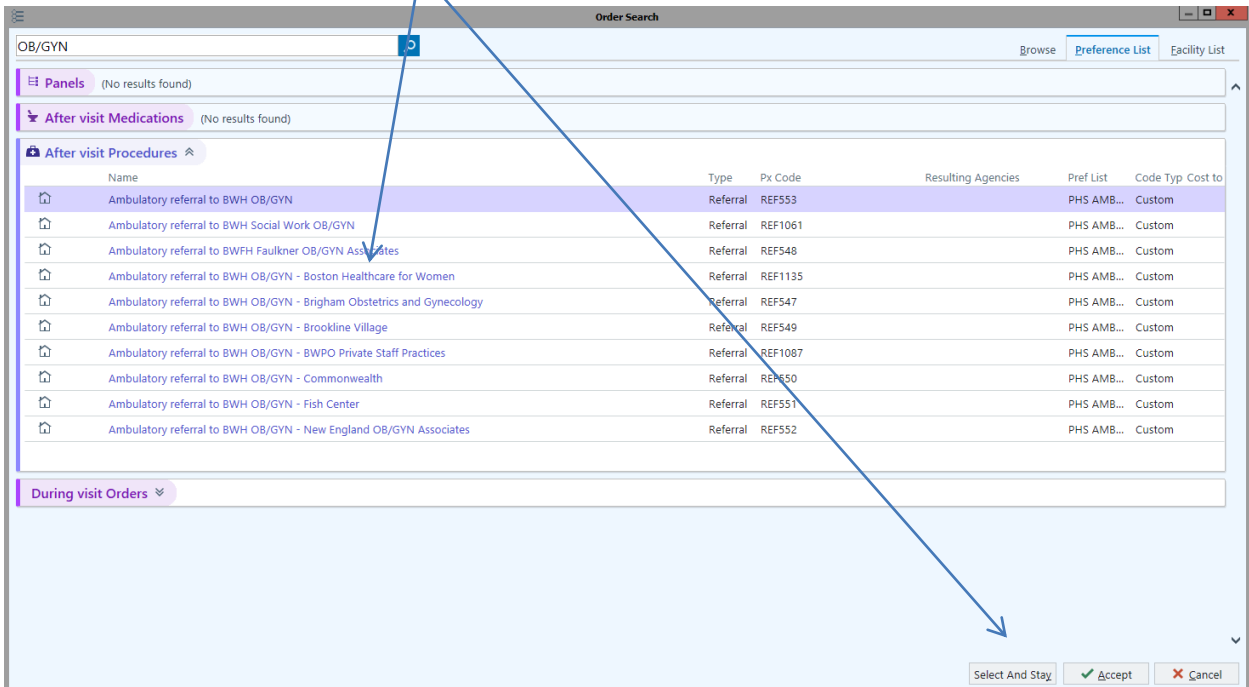 Order Search
OB/GYN
Browse Preference List Facility List
Panels (No results found)
After visit Medications (No results found)
After visit Procedures
Name Type Px Code Resulting Agencies Pref List Code Typ Cost to
Ambulatory referral to BWH OB/GYN Referral REF553 PHS AMB... Custom
Ambulatory referral to BWH Social Work OB/GYN Referral REF1061 PHS AMB... Custom
Ambulatory referral to BWFH Faulkner OB/GYN Associates Referral REF548 PHS AMB... Custom
Ambulatory referral to BWH OB/GYN - Boston Healthcare for Women Referral REF1135 PHS AMB... Custom
Ambulatory referral to BWH OB/GYN - Brigham Obstetrics and Gynecology Referral REF547 PHS AMB... Custom
Ambulatory referral to BWH OB/GYN - Brookline Village Referral REF549 PHS AMB... Custom
Ambulatory referral to BWH OB/GYN - BWPO Private Staff Practices Referral REF1087 PHS AMB... Custom
Ambulatory referral to BWH OB/GYN - Commonwealth Referral REF550 PHS AMB... Custom
Ambulatory referral to BWH OB/GYN - Fish Center Referral REF551 PHS AMB... Custom
Ambulatory referral to BWH OB/GYN - New England OB/GYN Associates Referral REF552 PHS AMB... Custom
During visit Orders
Select And Stay Accept Cancel